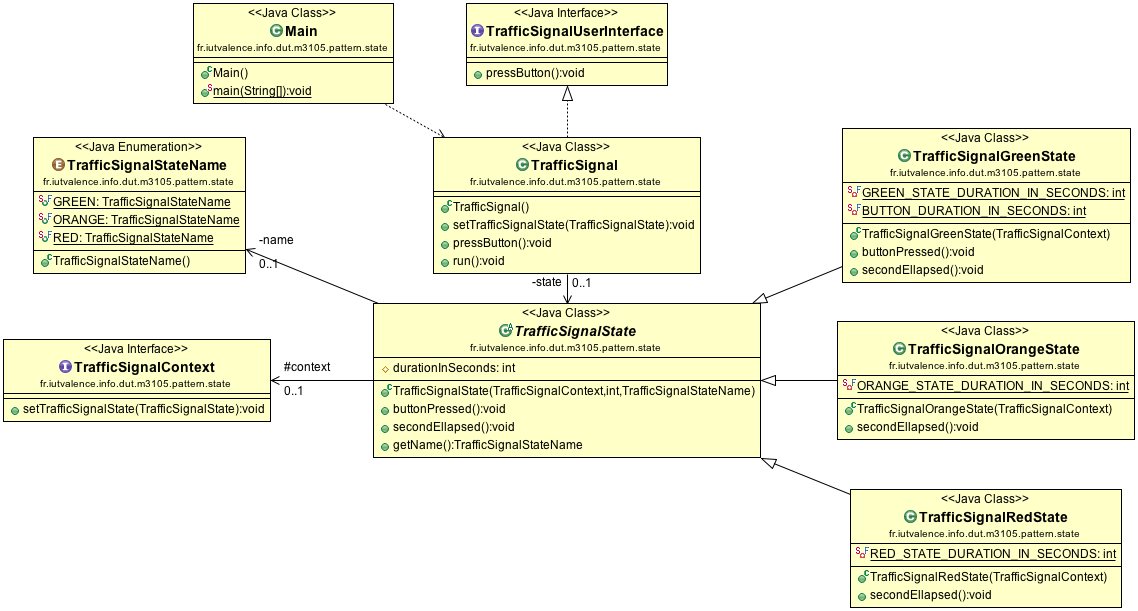 <<Java Class>>
Main
fr.iutvalence.info.dut.m3105.pattern.state
Main()
main(String[]):void
<<Java Interface>>
TrafficSignalUserInterface
fr.iutvalence.info.dut.m3105.pattern.state
pressButton():void
<<Java Enumeration>>
TrafficSignalStateName
fr.iutvalence.info.dut.m3105.pattern.state
GREEN: TrafficSignalStateName
ORANGE: TrafficSignalStateName
RED: TrafficSignalStateName
TrafficSignalStateName()
<<Java Class>>
TrafficSignal
fr.iutvalence.info.dut.m3105.pattern.state
TrafficSignal()
setTrafficSignalState(TrafficSignalState):void
pressButton():void
run():void
<<Java Class>>
TrafficSignalGreenState
fr.iutvalence.info.dut.m3105.pattern.state
GREEN_STATE_DURATION_IN_SECONDS: int
BUTTON_DURATION_IN_SECONDS: int
TrafficSignalGreenState(TrafficSignalContext)
buttonPressed():void
secondEllapsed():void
-name
0..1
-state
0..1
<<Java Interface>>
TrafficSignalContext
fr.iutvalence.info.dut.m3105.pattern.state
setTrafficSignalState(TrafficSignalState):void
#context
0..1
<<Java Class>>
TrafficSignalState
fr.iutvalence.info.dut.m3105.pattern.state
durationInSeconds: int
TrafficSignalState(TrafficSignalContext,int,TrafficSignalStateName)
buttonPressed():void
secondEllapsed():void
getName():TrafficSignalStateName
<<Java Class>>
TrafficSignalOrangeState
fr.iutvalence.info.dut.m3105.pattern.state
ORANGE_STATE_DURATION_IN_SECONDS: int
TrafficSignalOrangeState(TrafficSignalContext)
secondEllapsed():void
<<Java Class>>
TrafficSignalRedState
fr.iutvalence.info.dut.m3105.pattern.state
RED_STATE_DURATION_IN_SECONDS: int
TrafficSignalRedState(TrafficSignalContext)
secondEllapsed():void